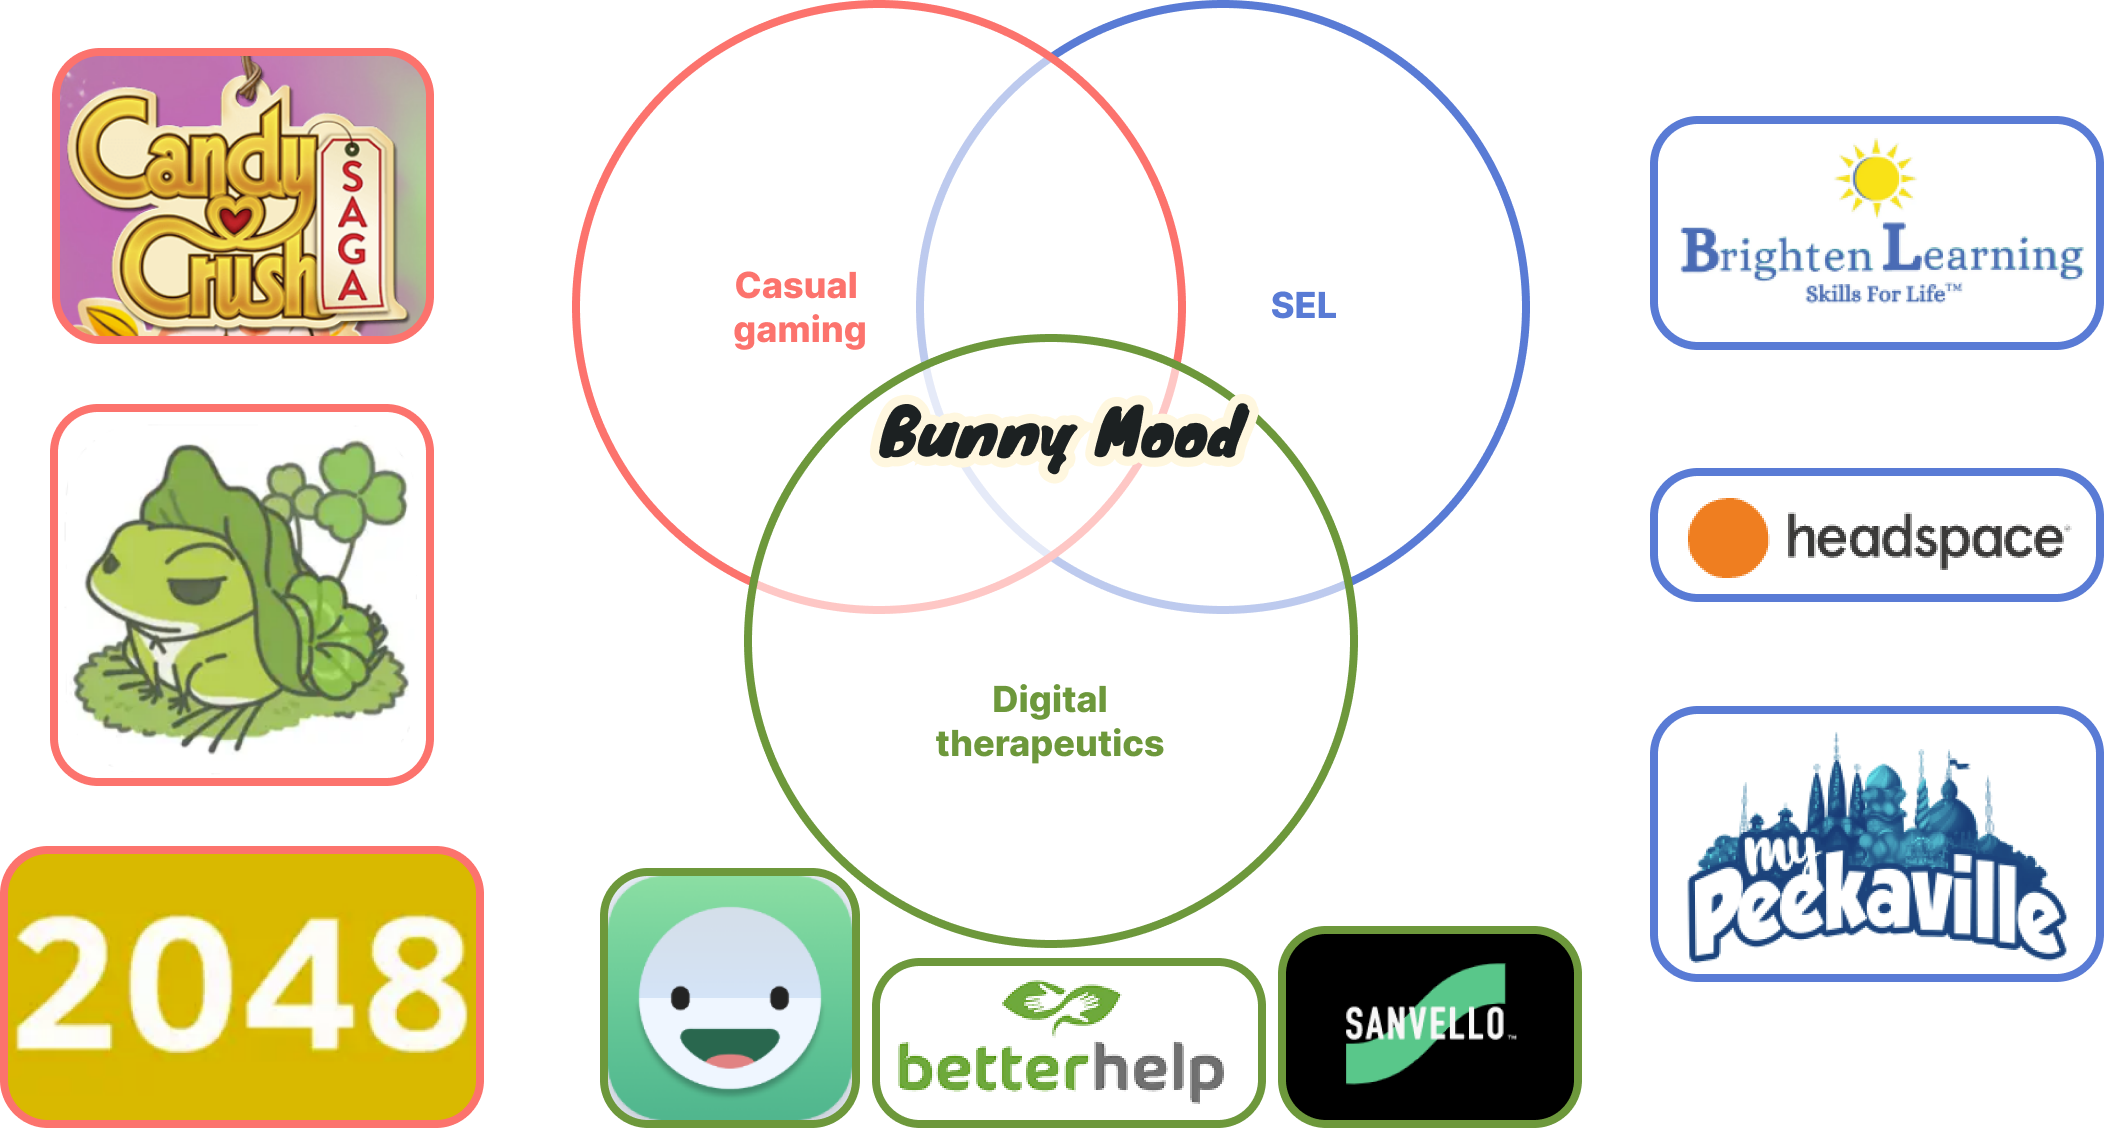 Candy
Crush
SAGA
2048
Casual
gaming
SEL
Bunny Mood
Digital
therapeutics
betterhelp
SANVELLO™
Brighten Learning
Skills For Life™
headspace
my
Peekaville